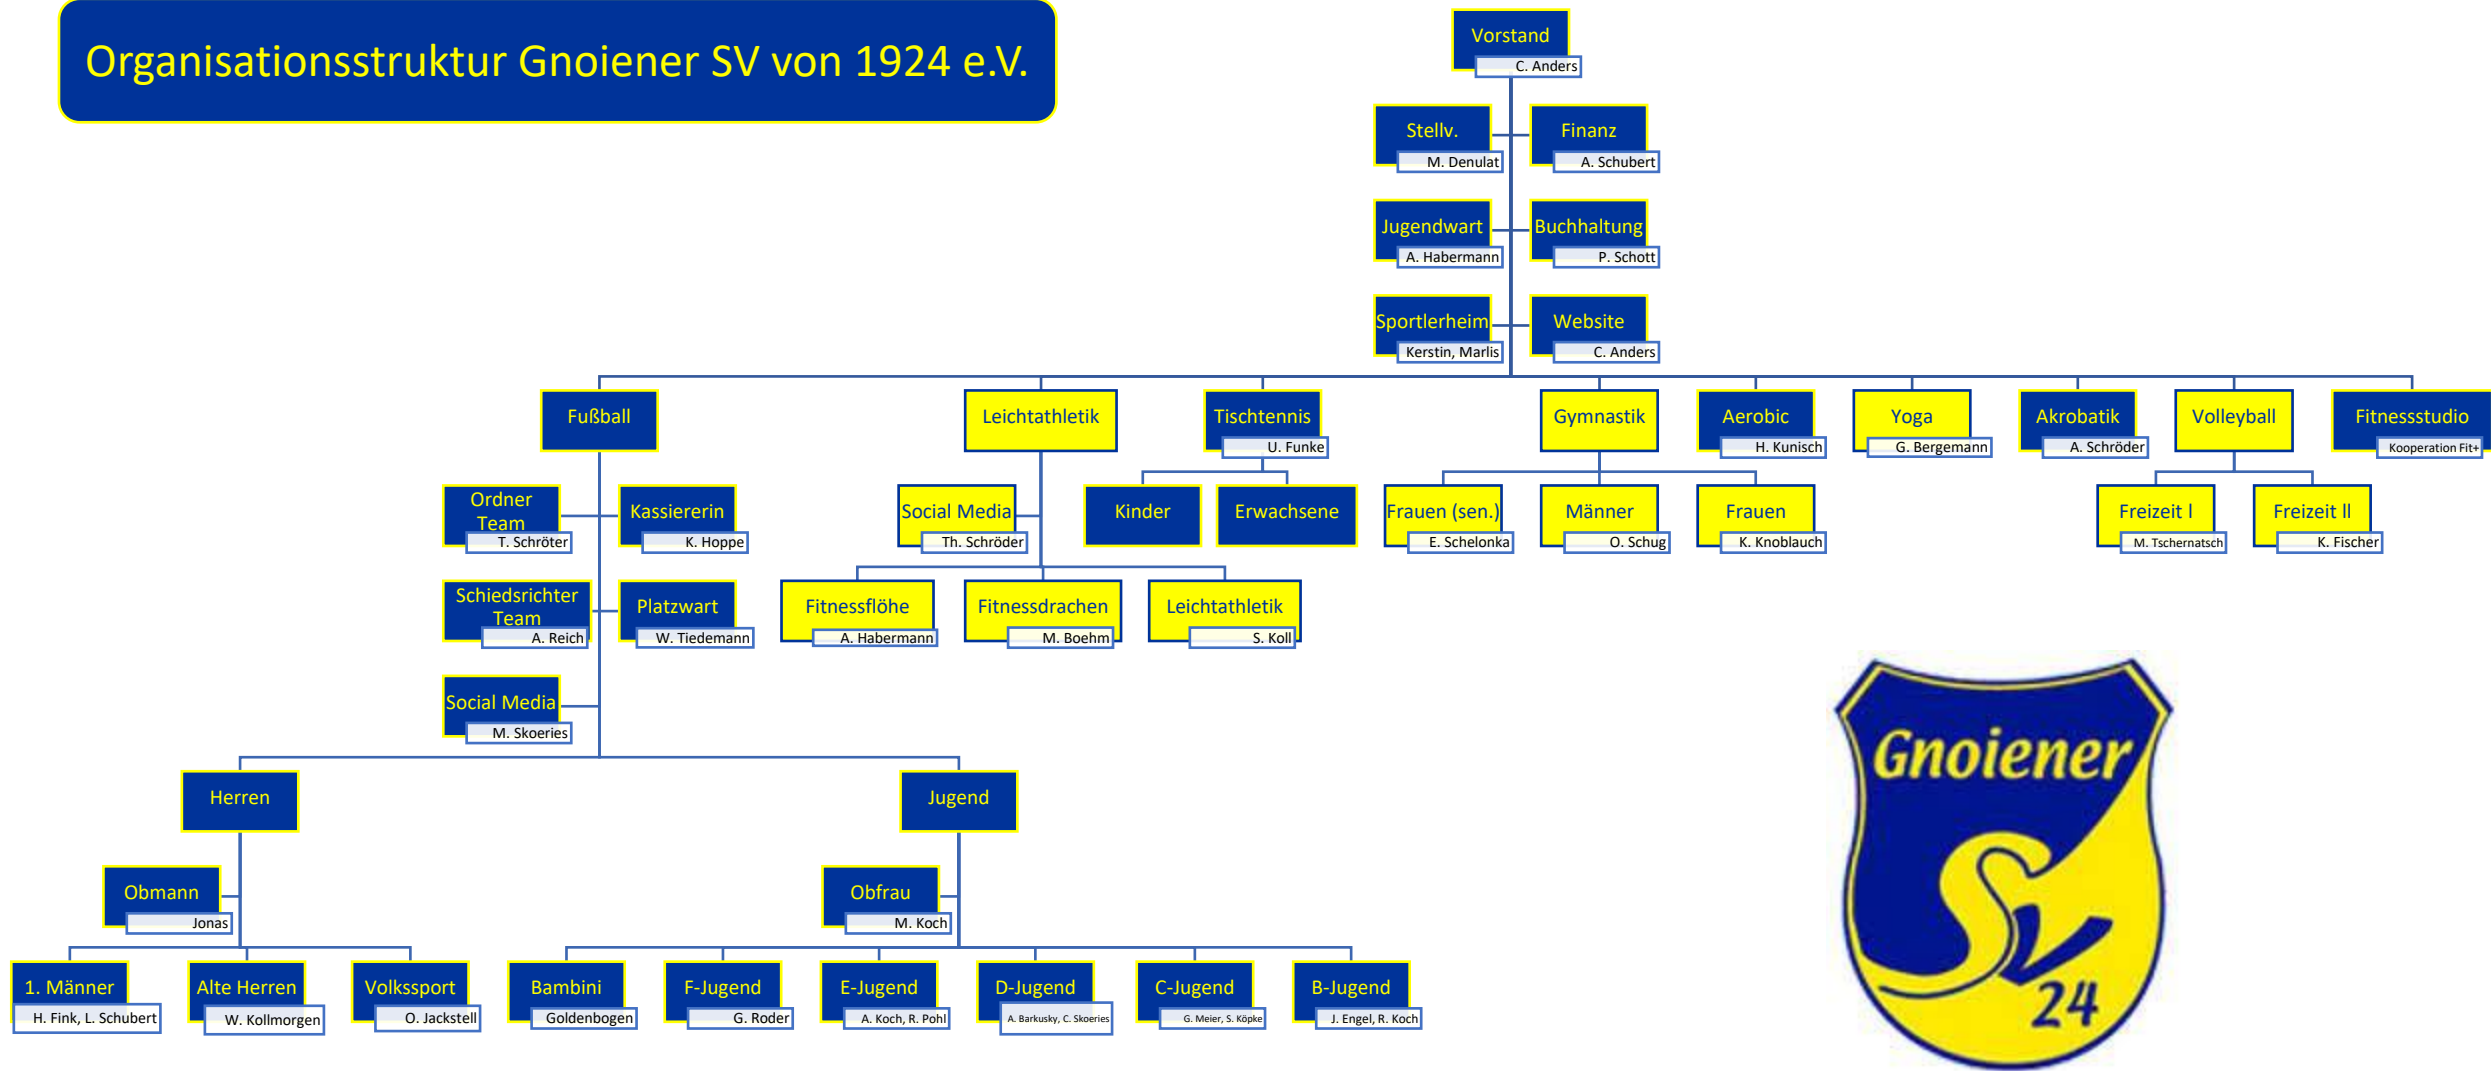 Organisationsstruktur Gnoiener SV von 1924 e.V.
Vorstand
C. Anders
Stellv.
M. Denulat
Finanz
A. Schubert
Jugendwart
A. Habermann
Buchhaltung
P. Schott
Sportlerheim
Kerstin, Marlis
Website
C. Anders
Fußball
Leichtathletik
Tischtennis
U. Funke
Gymnastik
Aerobic
H. Kunisch
Yoga
G. Bergemann
Akrobatik
A. Schröder
Volleyball
Fitnessstudio
Kooperation Fit+
Ordner
Team
T. Schröter
Kassiererin
K. Hoppe
Social Media
Th. Schröder
Kinder
Erwachsene
Frauen (sen.)
E. Schelonka
Männer
O. Schug
Frauen
K. Knoblauch
Freizeit l
M. Tschernatsch
Freizeit ll
K. Fischer
Schiedsrichter
Team
A. Reich
Platzwart
W. Tiedemann
Fitnessflöhe
A. Habermann
Fitnessdrachen
M. Boehm
Leichtathletik
S. Koll
Social Media
M. Skoeries
Herren
Jugend
Obmann
Jonas
Obfrau
M. Koch
1. Männer
H. Fink, L. Schubert
Alte Herren
W. Kollmorgen
Volkssport
O. Jackstell
Bambini
Goldenbogen
F-Jugend
G. Roder
E-Jugend
A. Koch, R. Pohl
D-Jugend
A. Barkusky, C. Skoeries
C-Jugend
G. Meier, S. Köpke
B-Jugend
J. Engel, R. Koch
Gnoiener
SV
24